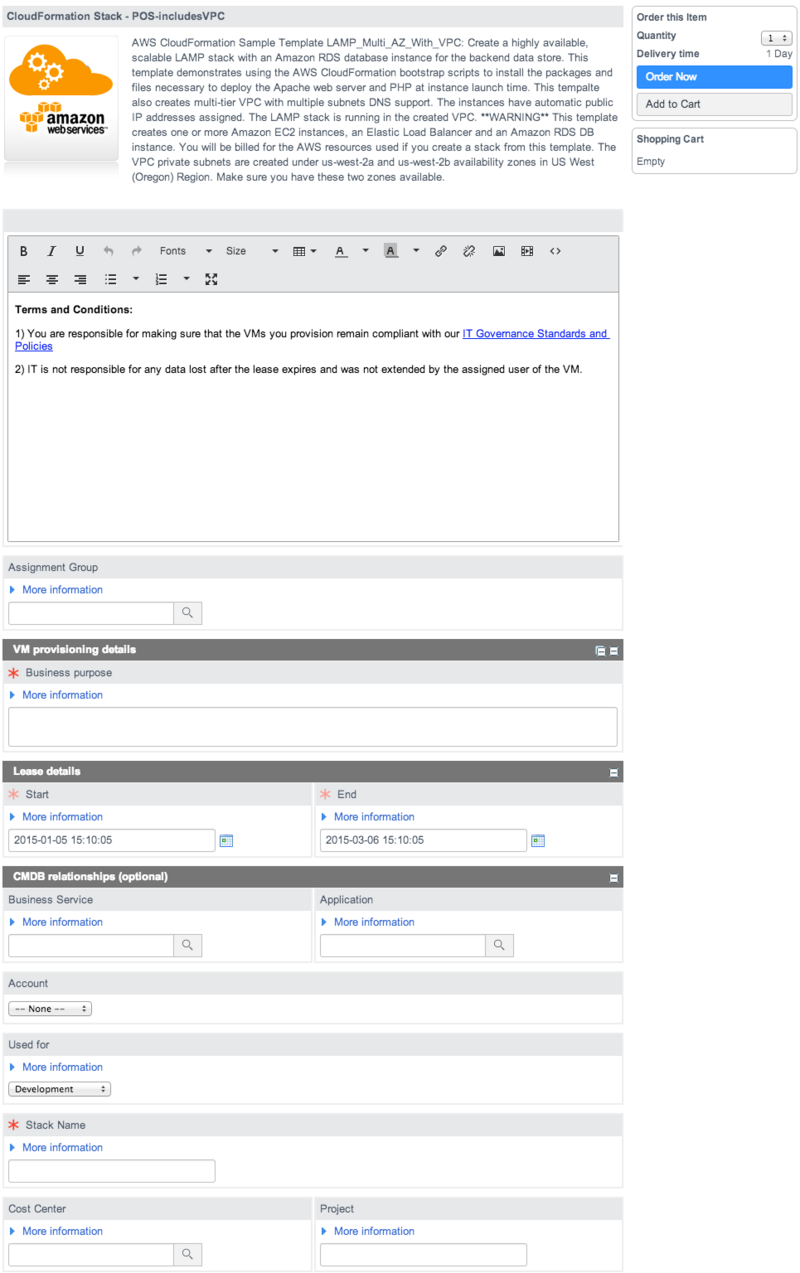 CloudFormation Stack - POS-includesVPC
amazon
webservices™
AWS CloudFormation Sample Template LAMP_Multi_AZ_With_VPC: Create a highly available,
scalable LAMP stack with an Amazon RDS database instance for the backend data store. This
template demonstrates using the AWS CloudFormation bootstrap scripts to install the packages and
files necessary to deploy the Apache web server and PHP at instance launch time. This tempalte
also creates multi-tier VPC with multiple subnets DNS support. The instances have automatic public
IP addresses assigned. The LAMP stack is running in the created VPC. **WARNING** This template
creates one or more Amazon EC2 instances, an Elastic Load Balancer and an Amazon RDS DB
instance. You will be billed for the AWS resources used if you create a stack from this template. The
VPC private subnets are created under us-west-2a and us-west-2b availability zones in US West
(Oregon) Region. Make sure you have these two zones available.
Order this Item
Quantity 1
Delivery time 1 Day
Order Now
Add to Cart
Shopping Cart
Empty
B I U Fonts Size A A
Terms and Conditions:
1) You are responsible for making sure that the VMs you provision remain compliant with our IT Governance Standards and
Policies
2) IT is not responsible for any data lost after the lease expires and was not extended by the assigned user of the VM.
Assignment Group
More information
VM provisioning details
Business purpose
More information
Lease details
Start End
More information More information
2015-01-05 15:10:05 2015-03-06 15:10:05
CMDB relationships (optional)
Business Service Application
More information More information
Account
-- None --
Used for
More information
Development
Stack Name
More information
Cost Center Project
More information More information